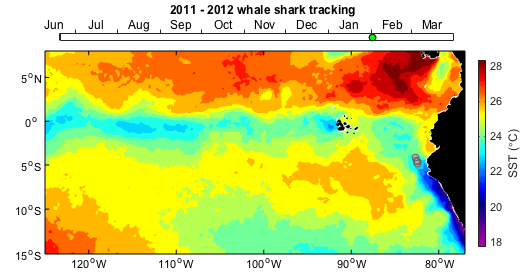 2011 - 2012 whale shark tracking
Jun Jul Aug Sep Oct Nov Dec Jan Feb Mar
5°N
0°
5°S
10°S
15°S
120°W 110°W 100°W 90°W 80°W
28
26
24
22
20
18
SST (°C)